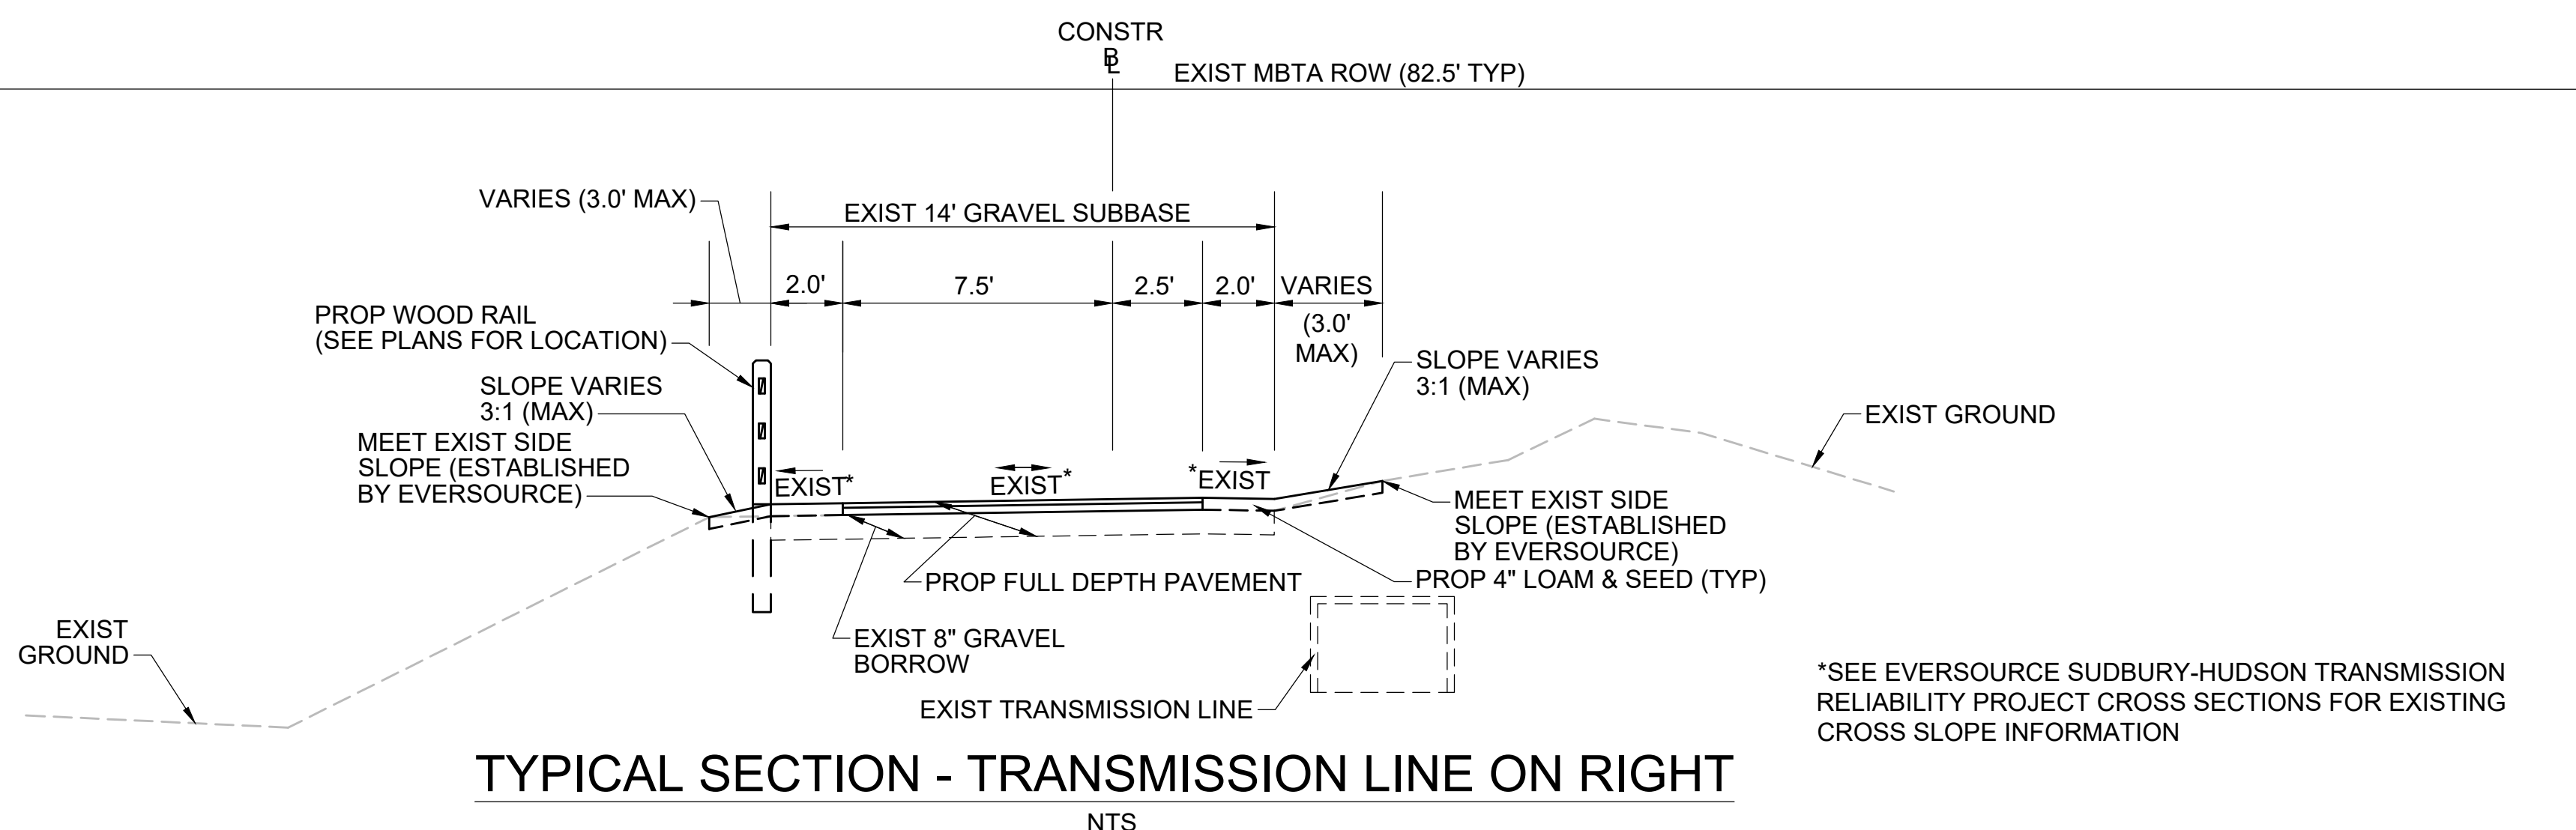 CONSTR
BL
EXIST MBTA ROW (82.5' TYP)
VARIES (3.0' MAX)
EXIST 14' GRAVEL SUBBASE
2.0'
7.5'
2.5'
2.0'
VARIES
(3.0'
MAX)
PROP WOOD RAIL
(SEE PLANS FOR LOCATION)
SLOPE VARIES
3:1 (MAX)
SLOPE VARIES
3:1 (MAX)
MEET EXIST SIDE
SLOPE (ESTABLISHED
BY EVERSOURCE)
EXIST GROUND
EXIST*
EXIST*
*EXIST
MEET EXIST SIDE
SLOPE (ESTABLISHED
BY EVERSOURCE)
PROP FULL DEPTH PAVEMENT
PROP 4" LOAM & SEED (TYP)
EXIST
GROUND
EXIST 8" GRAVEL
BORROW
EXIST TRANSMISSION LINE
*SEE EVERSOURCE SUDBURY-HUDSON TRANSMISSION
RELIABILITY PROJECT CROSS SECTIONS FOR EXISTING
CROSS SLOPE INFORMATION
TYPICAL SECTION - TRANSMISSION LINE ON RIGHT
NTS